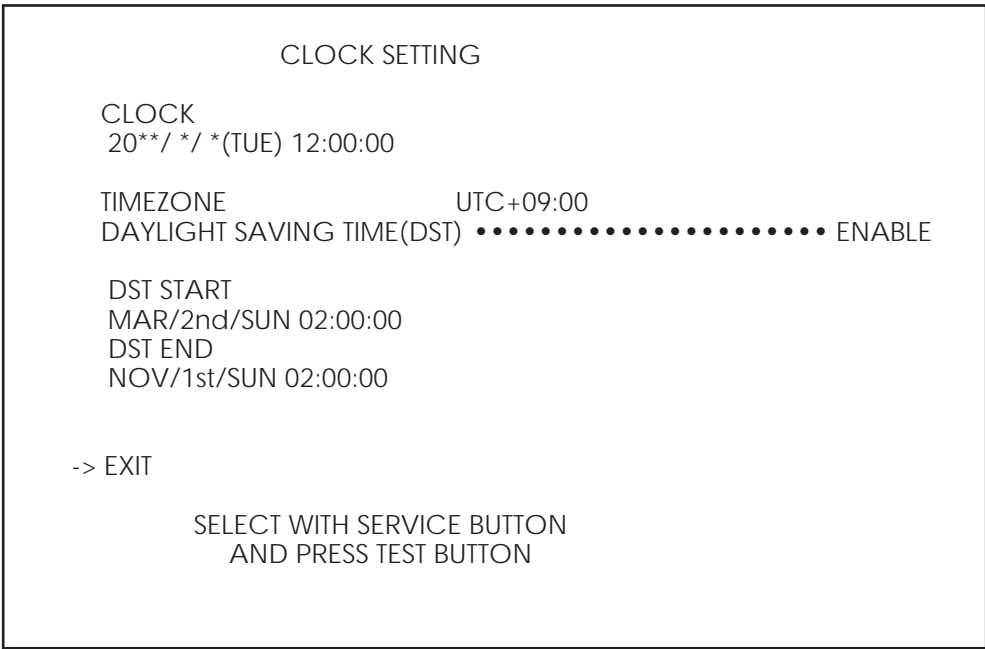 CLOCK SETTING
CLOCK
20**/ */ *(TUE) 12:00:00
TIMEZONE UTC+09:00
DAYLIGHT SAVING TIME(DST) •••••••••••••••••••••• ENABLE
DST START
MAR/2nd/SUN 02:00:00
DST END
NOV/1st/SUN 02:00:00
-> EXIT
SELECT WITH SERVICE BUTTON
AND PRESS TEST BUTTON